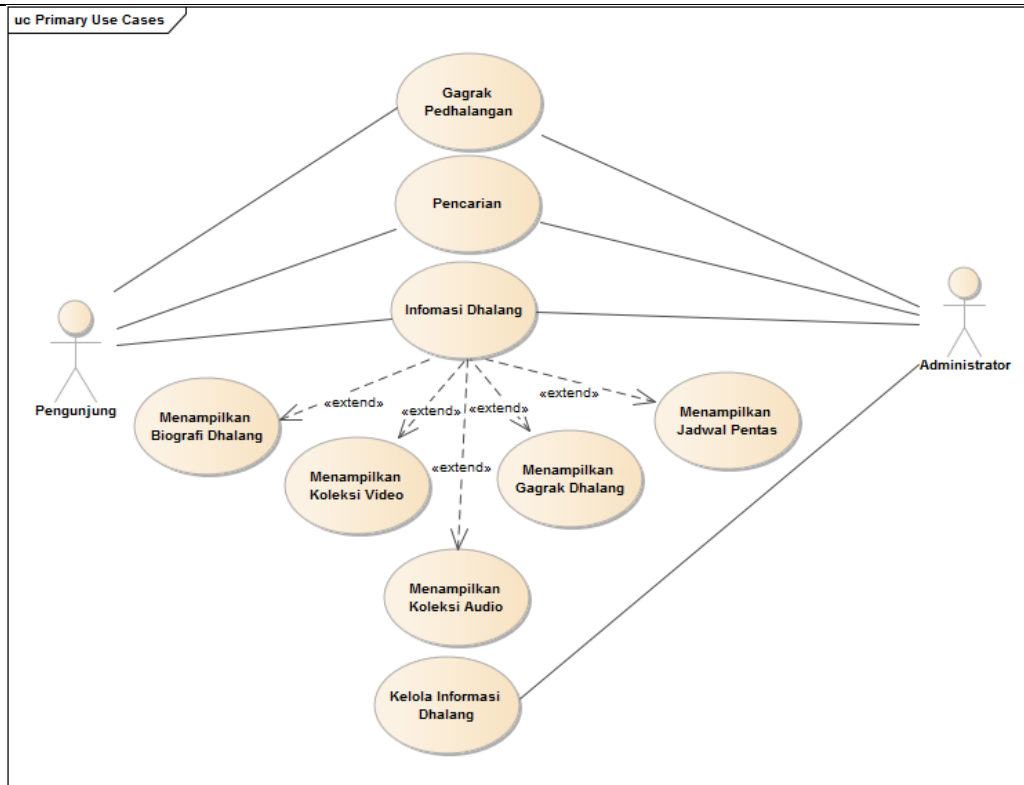 uc Primary Use Cases
Gagrak
Pedhalangan
Pencarian
Infomasi Dhalang
Pengunjung
Administrator
«extend»
«extend»
«extend»
«extend»
«extend»
Menampilkan
Biografi Dhalang
Menampilkan
Koleksi Video
Menampilkan
Gagrak Dhalang
Menampilkan
Jadwal Pentas
Menampilkan
Koleksi Audio
Kelola Informasi
Dhalang